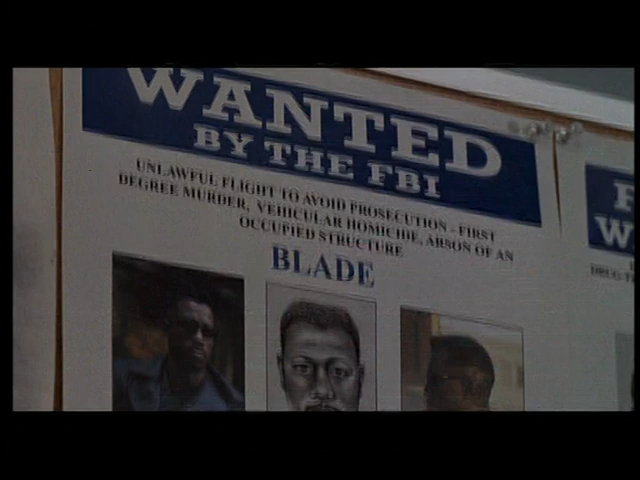 WANTED
BY THE FBI
UNLAWFUL FLIGHT TO AVOID PROSECUTION - FIRST
DEGREE MURDER, VEHICULAR HOMICIDE, ARSON OF AN
OCCUPIED STRUCTURE
BLADE
W